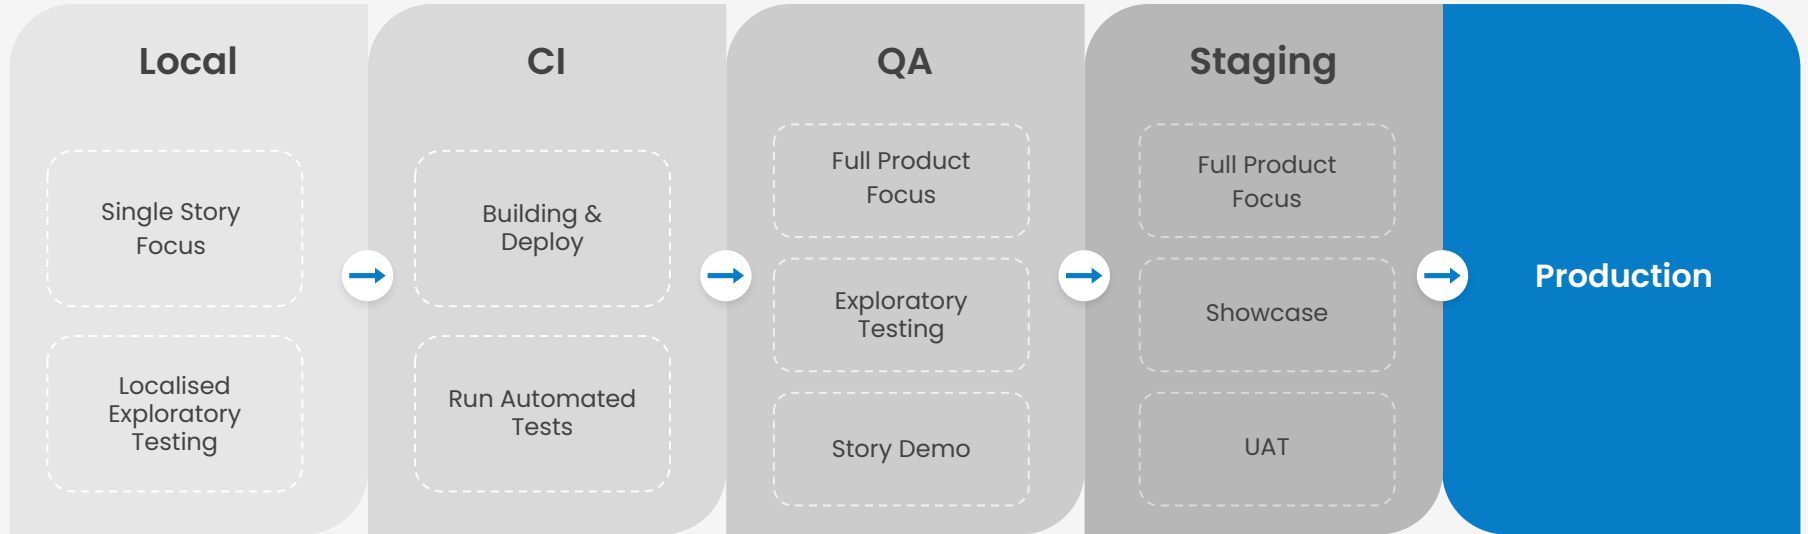 Local
Single Story
Focus
Localised
Exploratory
Testing
CI
Building &
Deploy
Run Automated
Tests
QA
Full Product
Focus
Exploratory
Testing
Story Demo
Staging
Full Product
Focus
Showcase
UAT
Production